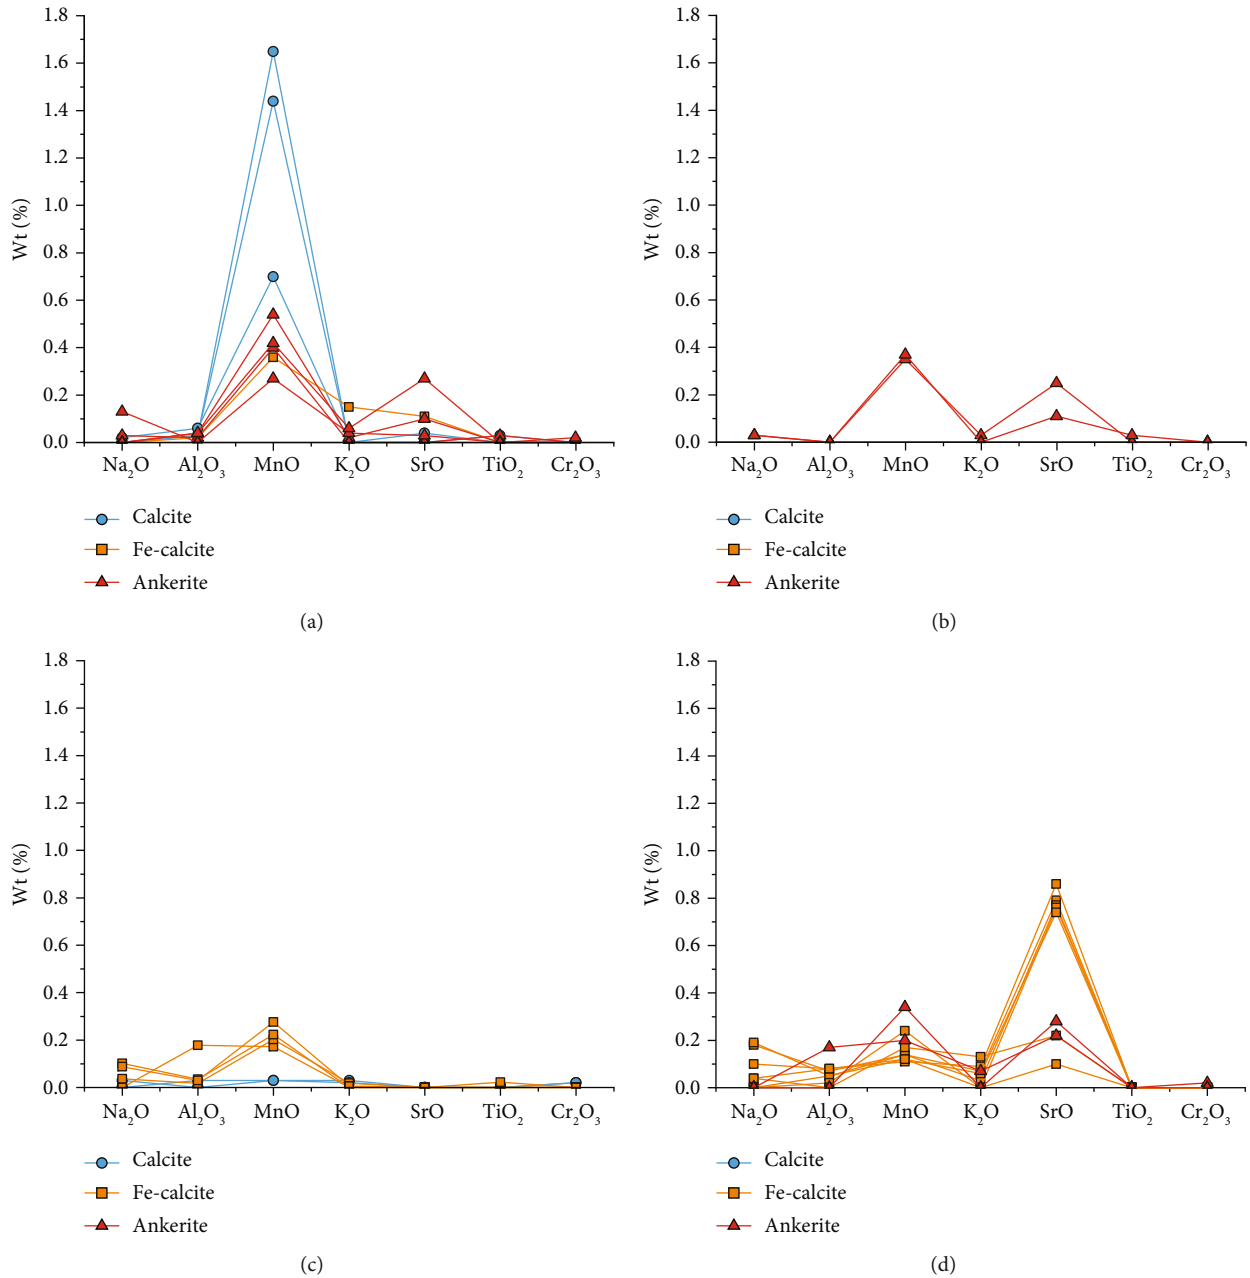 1.8
1.6
1.4
1.2
1.0
0.8
0.6
0.4
0.2
0.0
Wt (%)
Na₂O Al₂O₃ MnO K₂O SrO TiO₂ Cr₂O₃
Calcite
Fe-calcite
Ankerite
(a)
1.8
1.6
1.4
1.2
1.0
0.8
0.6
0.4
0.2
0.0
Wt (%)
Na₂O Al₂O₃ MnO K₂O SrO TiO₂ Cr₂O₃
Calcite
Fe-calcite
Ankerite
(b)
1.8
1.6
1.4
1.2
1.0
0.8
0.6
0.4
0.2
0.0
Wt (%)
Na₂O Al₂O₃ MnO K₂O SrO TiO₂ Cr₂O₃
Calcite
Fe-calcite
Ankerite
(c)
1.8
1.6
1.4
1.2
1.0
0.8
0.6
0.4
0.2
0.0
Wt (%)
Na₂O Al₂O₃ MnO K₂O SrO TiO₂ Cr₂O₃
Calcite
Fe-calcite
Ankerite
(d)